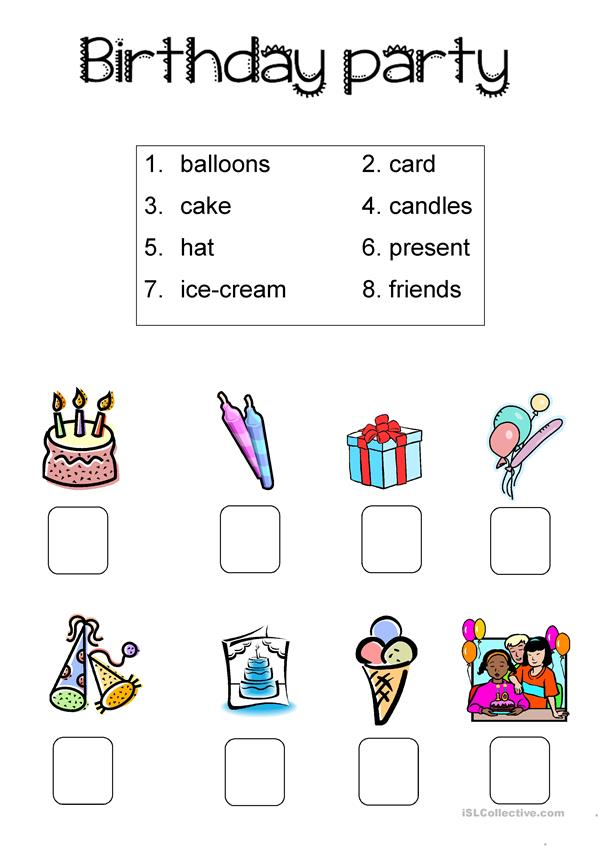 Birthday party
1. balloons 2. card
3. cake 4. candles
5. hat 6. present
7. ice-cream 8. friends
10
iSLCollective.com